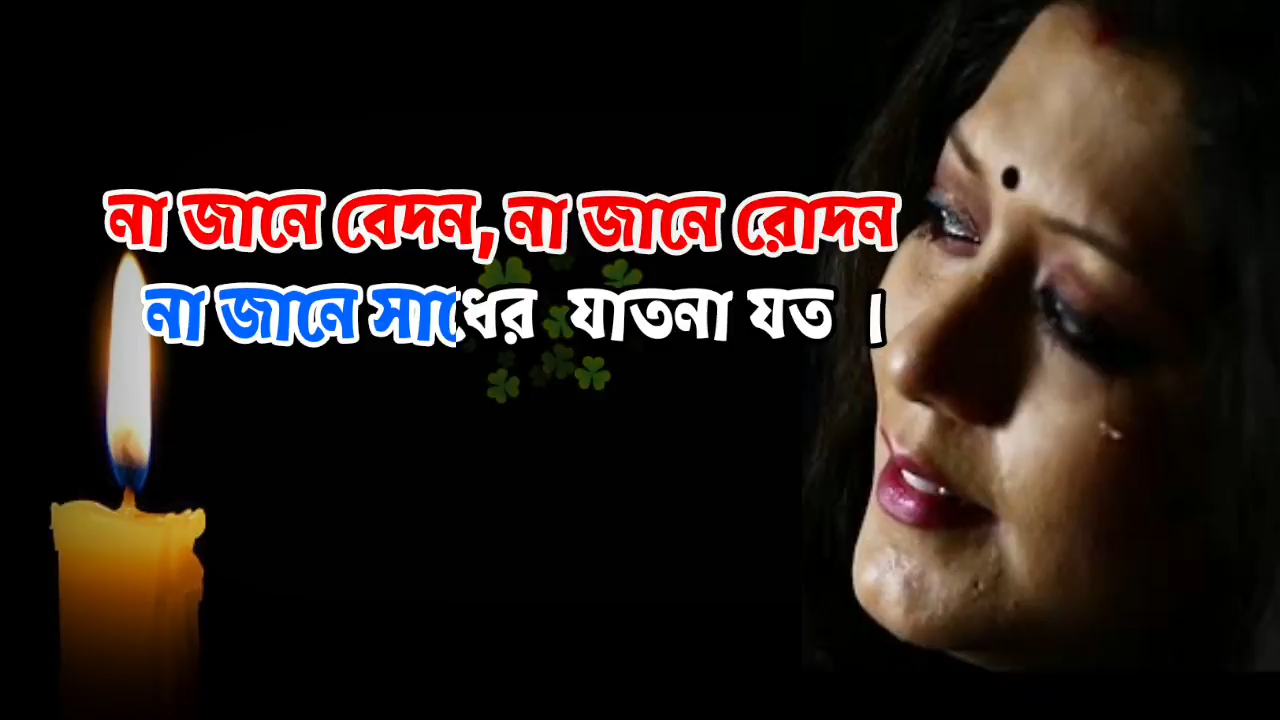 না জানে বেদন, না জানে রোদন
না জানে সাধের যাতনা যত ।